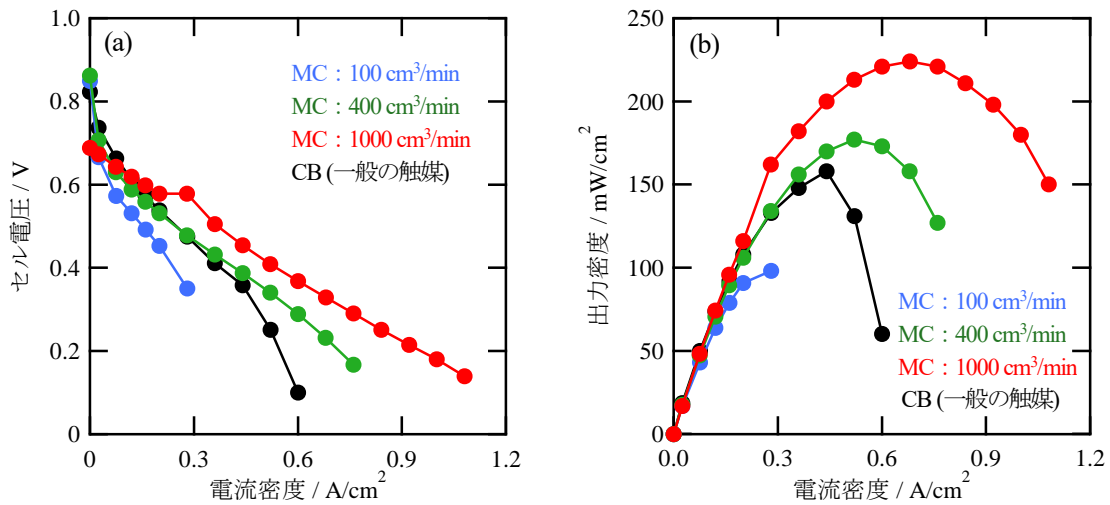 (a)
MC：100 cm³/min
MC：400 cm³/min
MC：1000 cm³/min
CB (一般の触媒)
1.0
0.8
0.6
0.4
0.2
0
セル電圧 / V
0
0.3
0.6
0.9
1.2
電流密度 / A/cm²
(b)
MC：100 cm³/min
MC：400 cm³/min
MC：1000 cm³/min
CB (一般の触媒)
250
200
150
100
50
0
出力密度 / mW/cm²
0.0
0.3
0.6
0.9
1.2
電流密度 / A/cm²